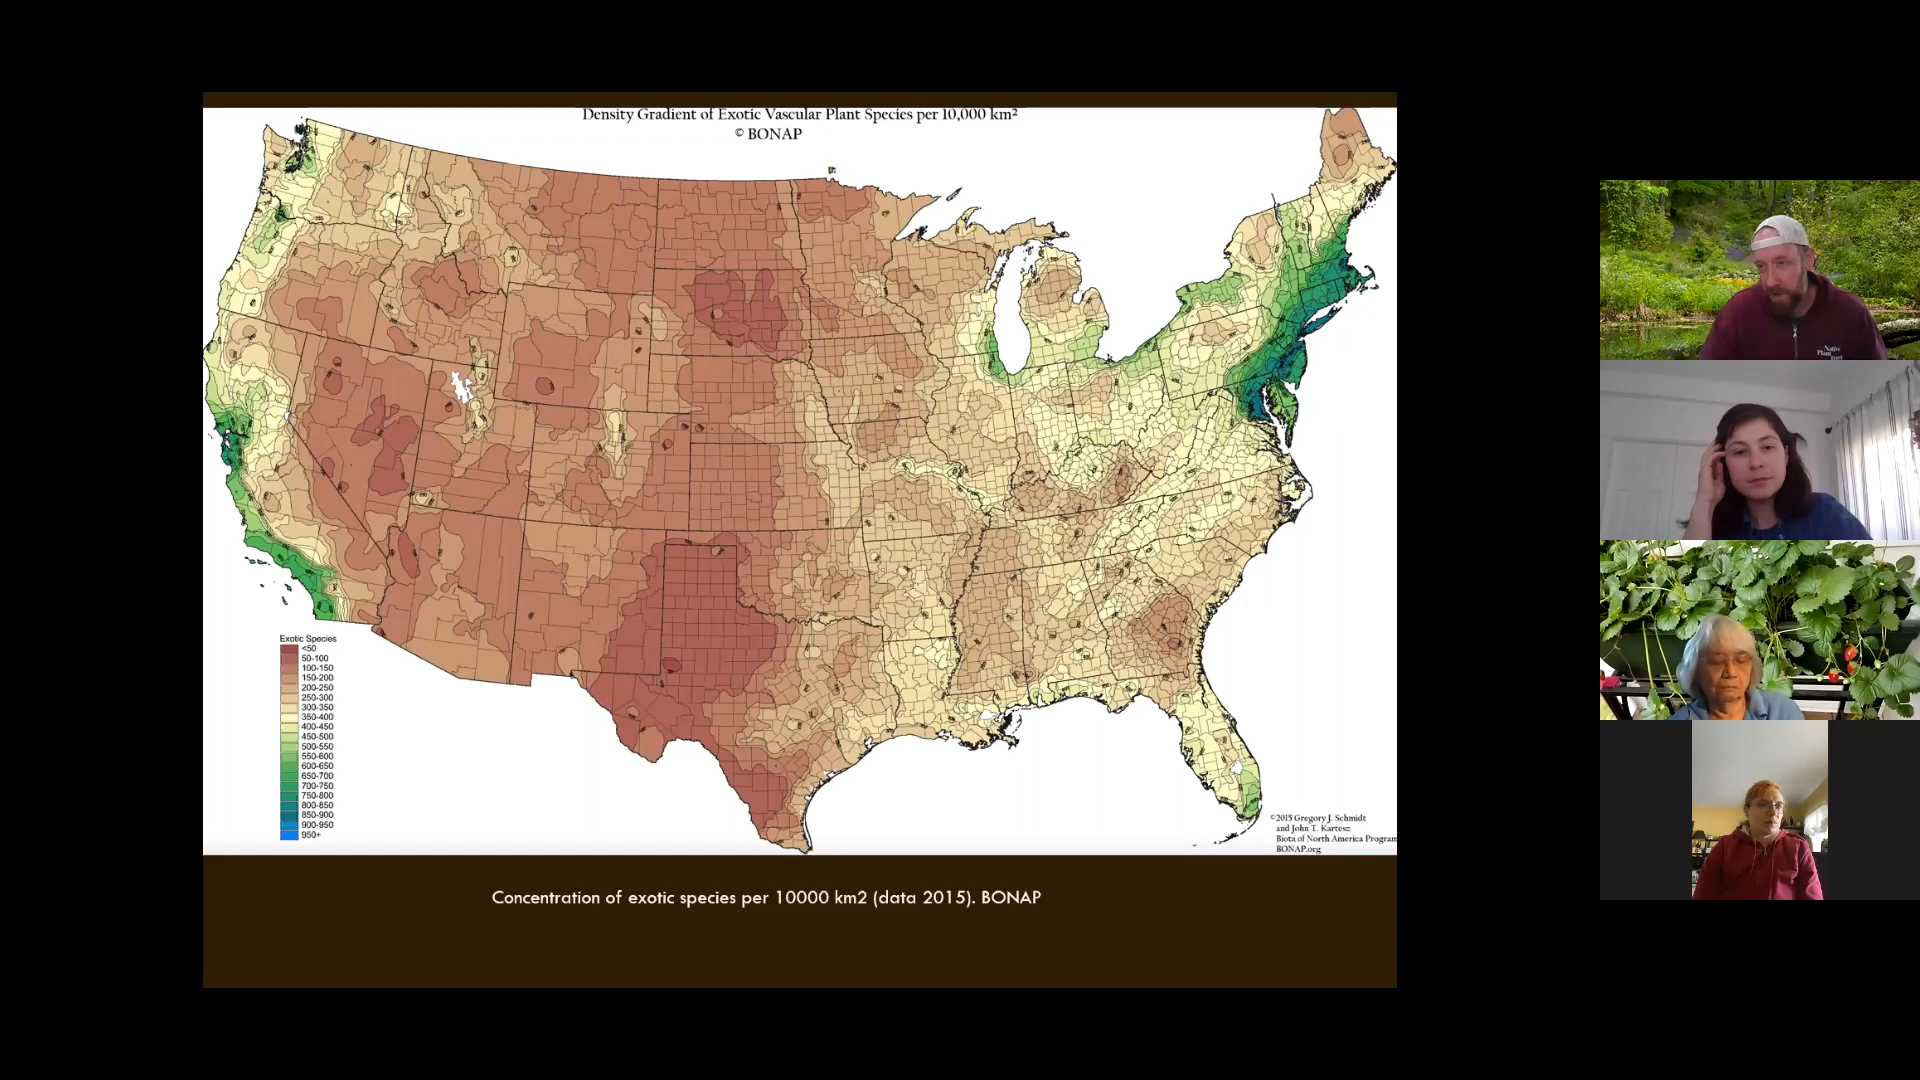 Density Gradient of Exotic Vascular Plant Species per 10,000 km²
© BONAP
Exotic Species
<50
50-100
100-150
150-200
200-250
250-300
300-350
350-400
400-450
450-500
500-550
550-600
600-650
650-700
700-750
750-800
800-850
850-900
900-950
950+
©2015 Gregory J. Schmidt
and John T. Kartesz
Biota of North America Program
BONAP.org
Concentration of exotic species per 10000 km2 (data 2015). BONAP
Native
Plant
Trust